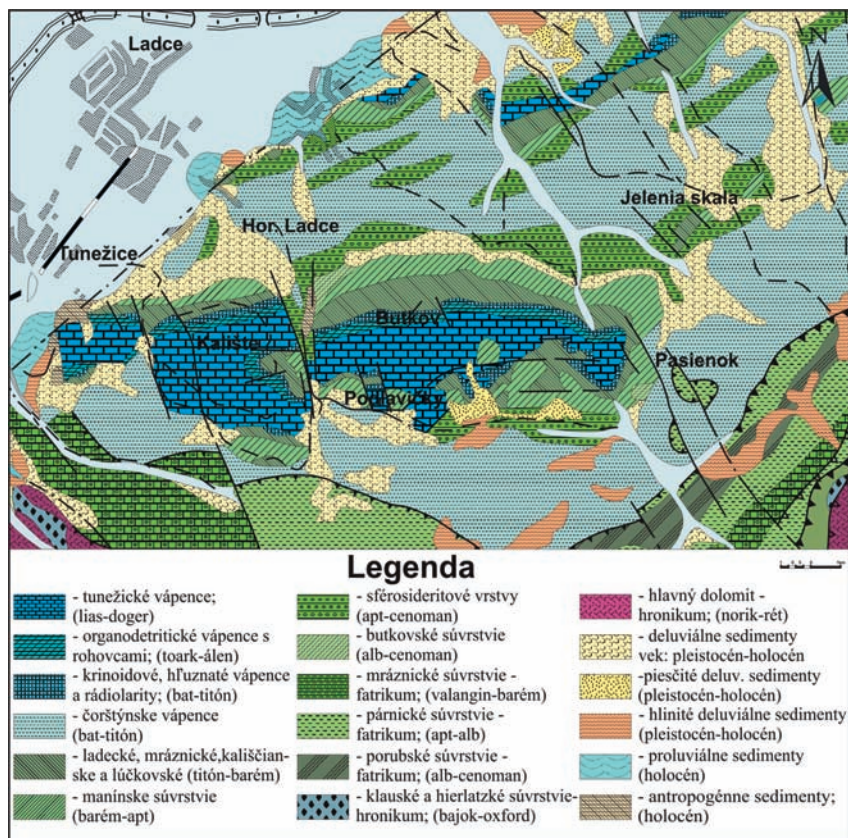 Ladce
N
Jelenia skala
Hor. Ladce
Tunežice
Butkov
Kalište
Pasienok
Podhavičky
Legenda
- tunežické vápence;
(lias-doger)
- organodetritické vápence s
rohovcami; (toark-álen)
- krinoidové, hľuznaté vápence
a rádiolarity; (bat-titón)
- čorštýnske vápence
(bat-titón)
- ladecké, mráznické,kališčian-
ske a lúčkovské (titón-barém)
- manínske súvrstvie
(barém-apt)
- sférosideritové vrstvy
(apt-cenoman)
- butkovské súvrstvie
(alb-cenoman)
- mráznické súvrstvie -
fatrikum; (valangin-barém)
- párnické súvrstvie -
fatrikum; (apt-alb)
- porubské súvrstvie -
fatrikum; (alb-cenoman)
- klauské a hierlatzké súvrstvie-
hronikum; (bajok-oxford)
- hlavný dolomit -
hronikum; (norik-rét)
- deluviálne sedimenty
vek: pleistocén-holocén
-piesčité deluv. sedimenty
(pleistocén-holocén)
- hlinité deluviálne sedimenty
(pleistocén-holocén)
- proluviálne sedimenty
(holocén)
- antropogénne sedimenty;
(holocén)